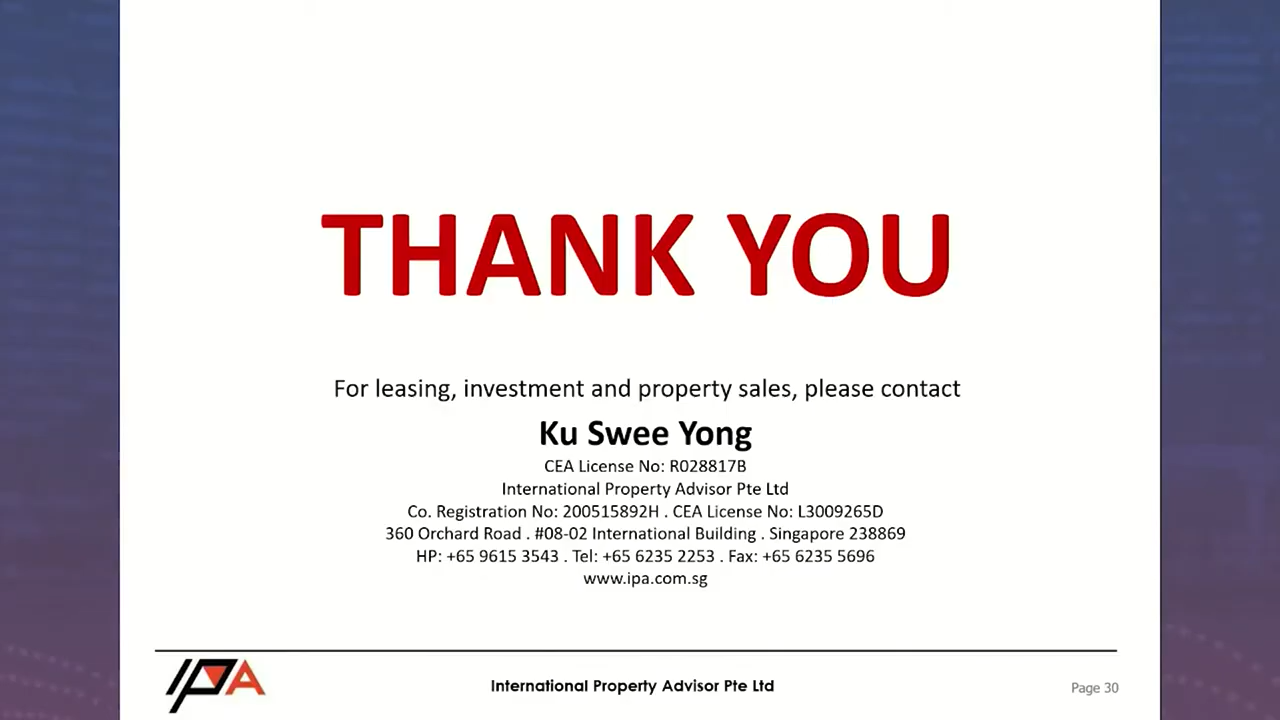 THANK YOU
For leasing, investment and property sales, please contact
Ku Swee Yong
CEA License No: R028817B
International Property Advisor Pte Ltd
Co. Registration No: 200515892H . CEA License No: L3009265D
360 Orchard Road . #08-02 International Building . Singapore 238869
HP: +65 9615 3543 . Tel: +65 6235 2253 . Fax: +65 6235 5696
www.ipa.com.sg
IPA
International Property Advisor Pte Ltd
Page 30